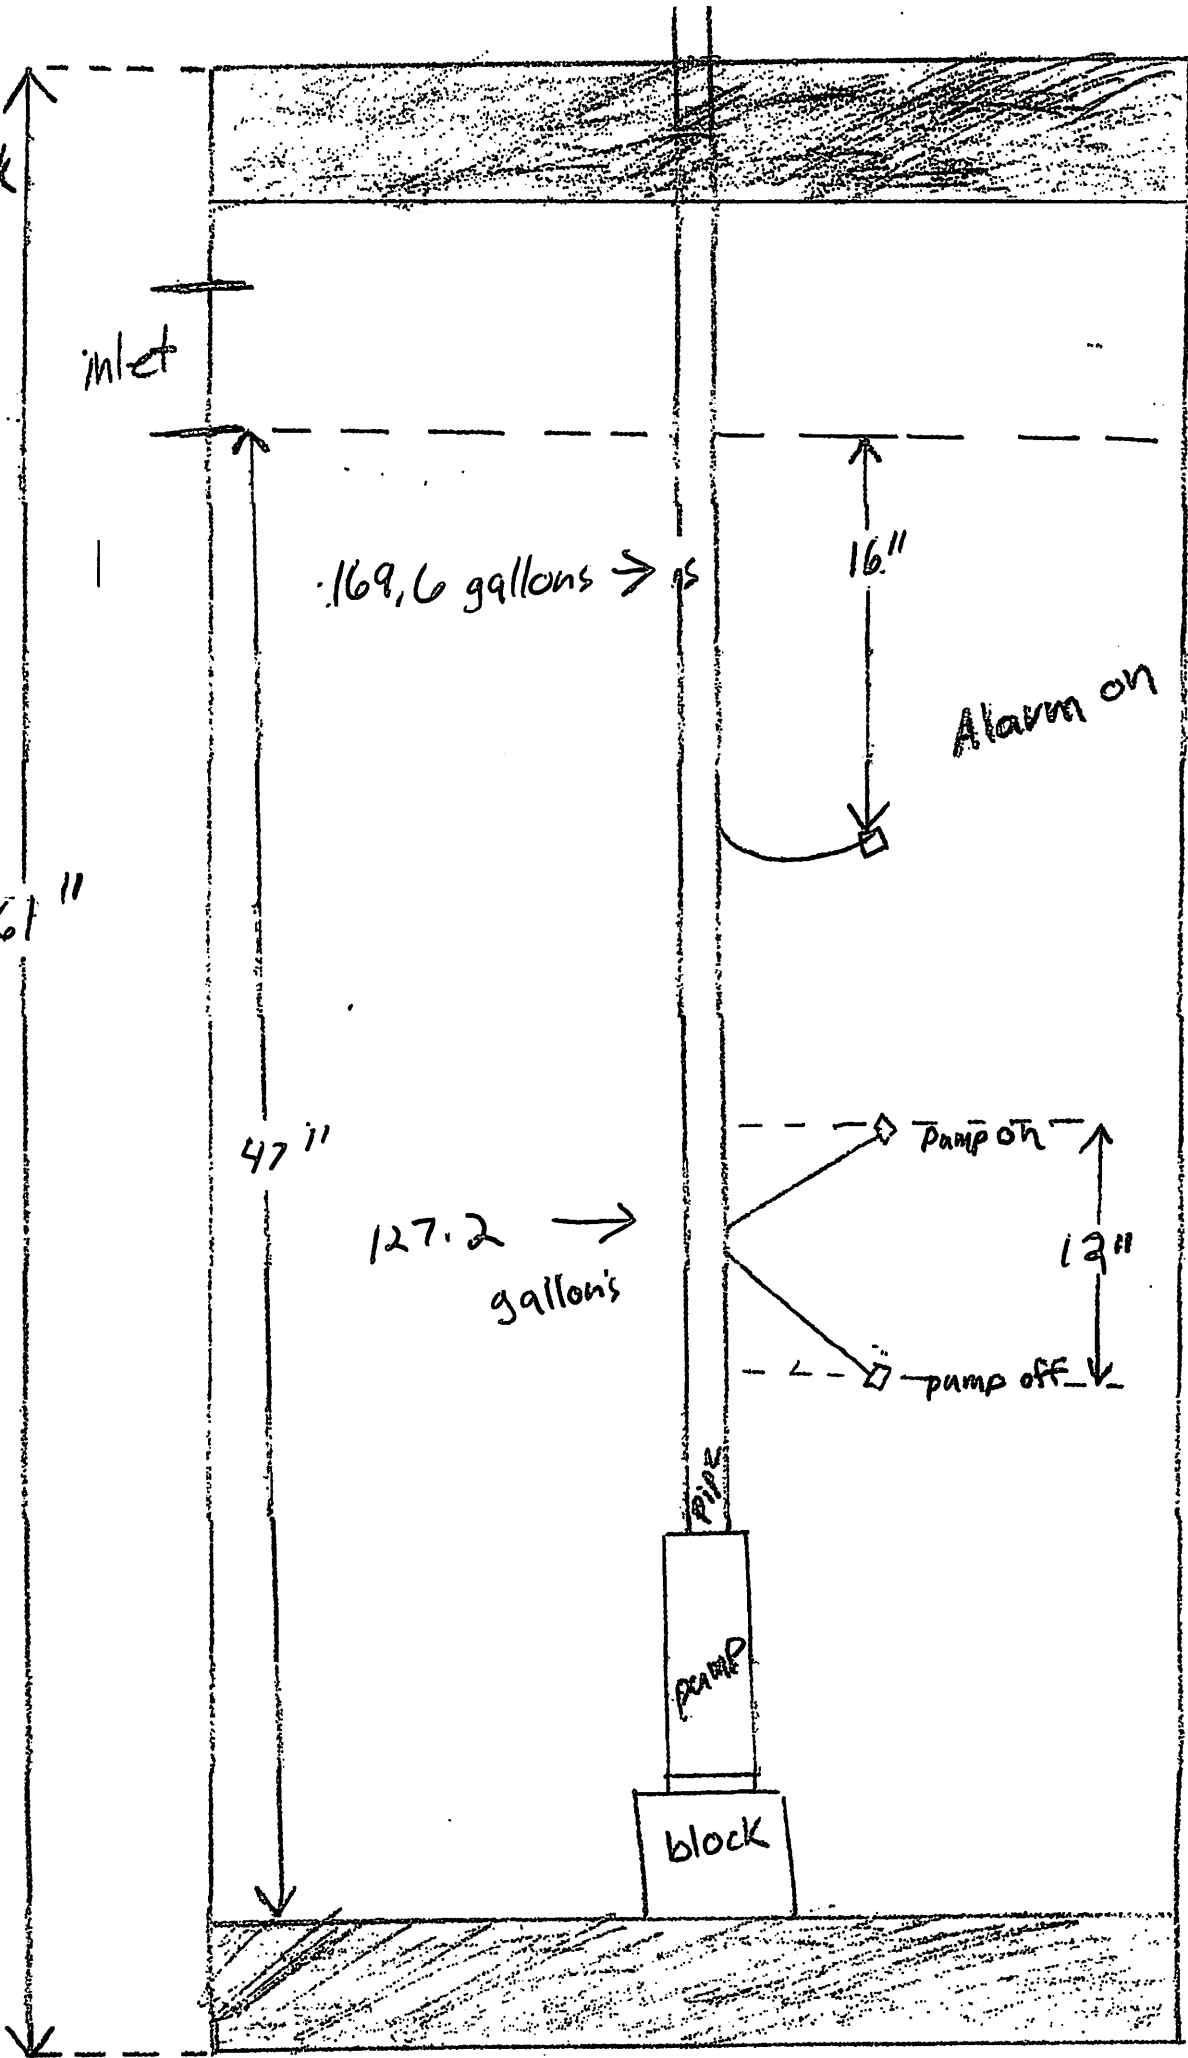 inlet
169.6 gallons
16"
Alarm on
61"
47"
pump on
127.2
gallons
12"
pump off
pipe
pump
block